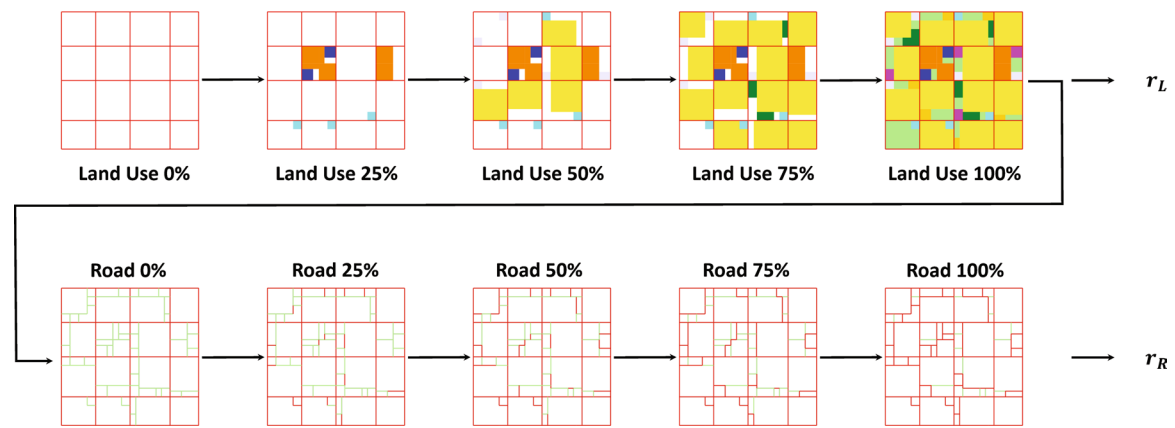 r_L
Land Use 0%
Land Use 25%
Land Use 50%
Land Use 75%
Land Use 100%
Road 0%
Road 25%
Road 50%
Road 75%
Road 100%
r_R